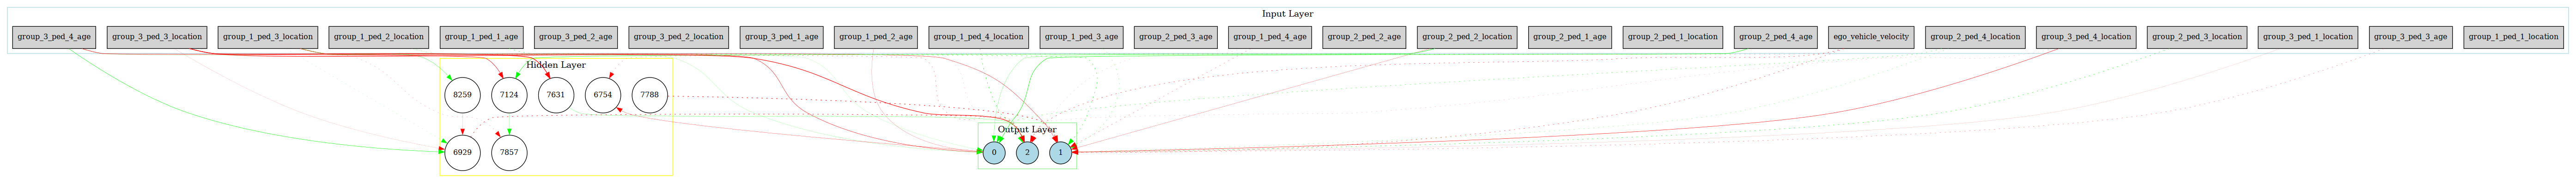 Input Layer
group_3_ped_4_age
group_3_ped_3_location
group_1_ped_3_location
group_1_ped_2_location
group_1_ped_1_age
group_3_ped_2_age
group_3_ped_2_location
group_3_ped_1_age
group_1_ped_2_age
group_1_ped_4_location
group_1_ped_3_age
group_2_ped_3_age
group_1_ped_4_age
group_2_ped_2_age
group_2_ped_2_location
group_2_ped_1_age
group_2_ped_1_location
group_2_ped_4_age
ego_vehicle_velocity
group_2_ped_4_location
group_3_ped_4_location
group_2_ped_3_location
group_3_ped_1_location
group_3_ped_3_age
group_1_ped_1_location
Hidden Layer
8259
7124
7631
6754
7788
6929
7857
Output Layer
0
2
1